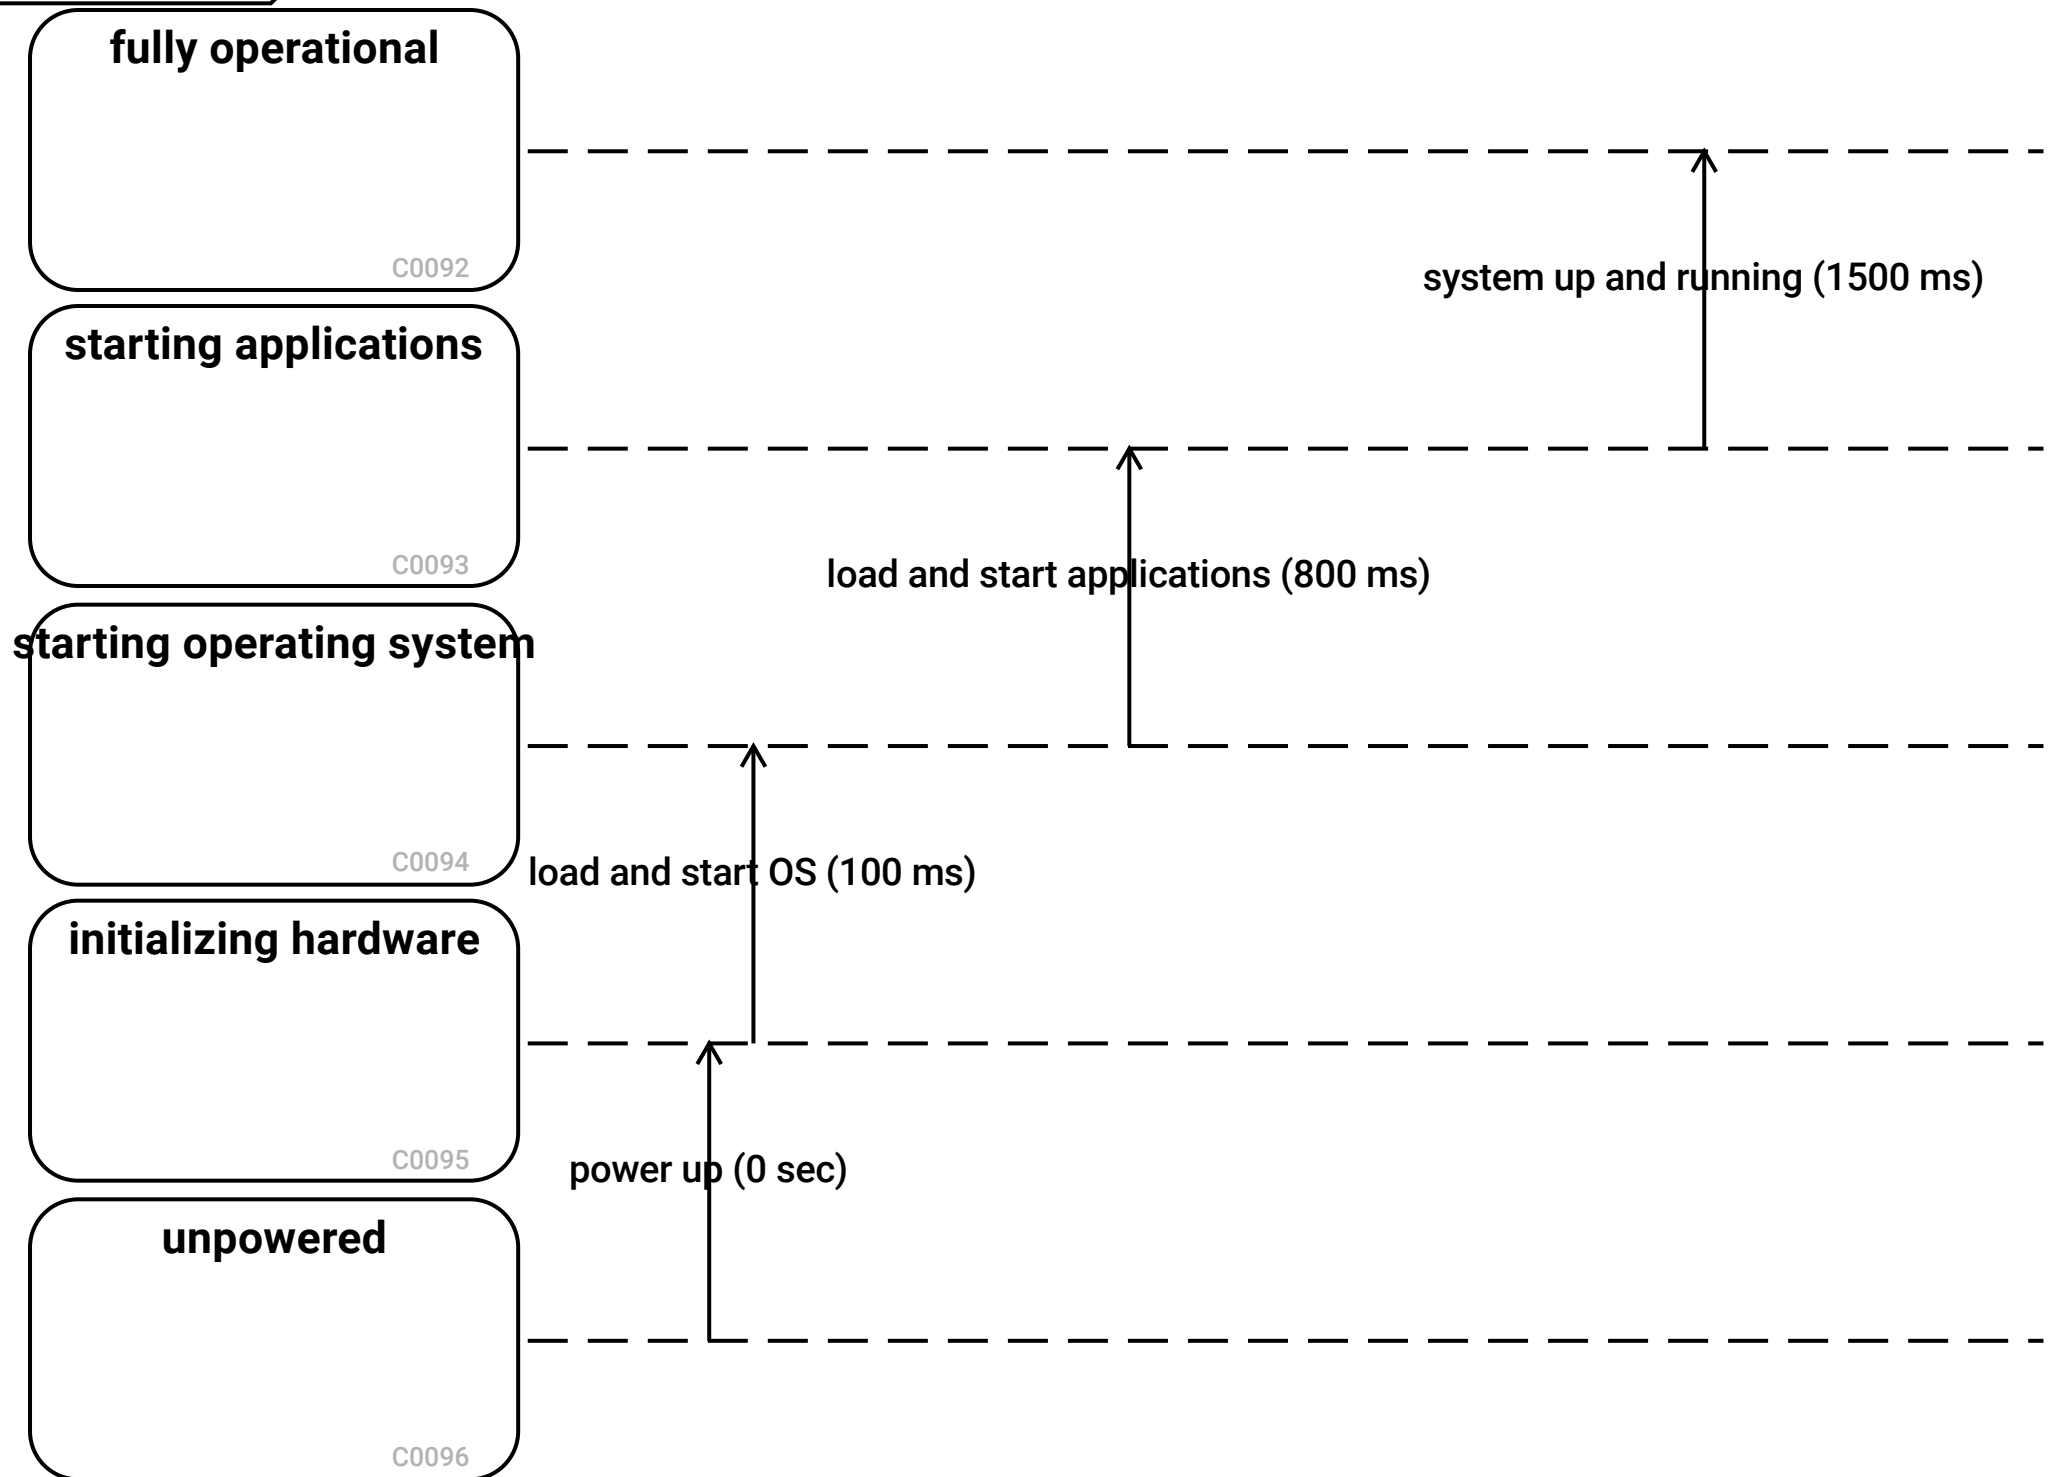 fully operational
C0092
system up and running (1500 ms)
starting applications
C0093
load and start applications (800 ms)
starting operating system
C0094
load and start OS (100 ms)
initializing hardware
C0095
power up (0 sec)
unpowered
C0096